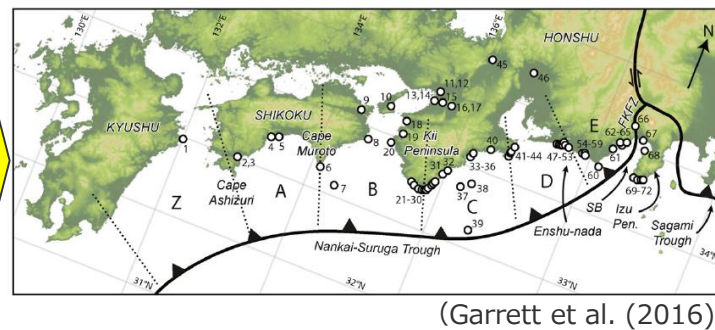 130°E
132°E
134°E
136°E
HONSHU
N
45
46
11,12
13,14
15
16,17
10
9
SHIKOKU
18
19
KYUSHU
4 5
Cape
Muroto
8
20
Kii
Peninsula
40
E
FKFZ
66
62-65
67
1
2,3
6
31
32
33-36
41-44
47-53
54-59
61
68
Cape
Ashizuri
7
21-30
37
38
60
69-72
Z
A
B
C
D
39
Enshu-nada
SB
Izu
Pen.
Sagami
Trough
Nankai-Suruga Trough
31°N
32°N
33°N
34°N
(Garrett et al. (2016)